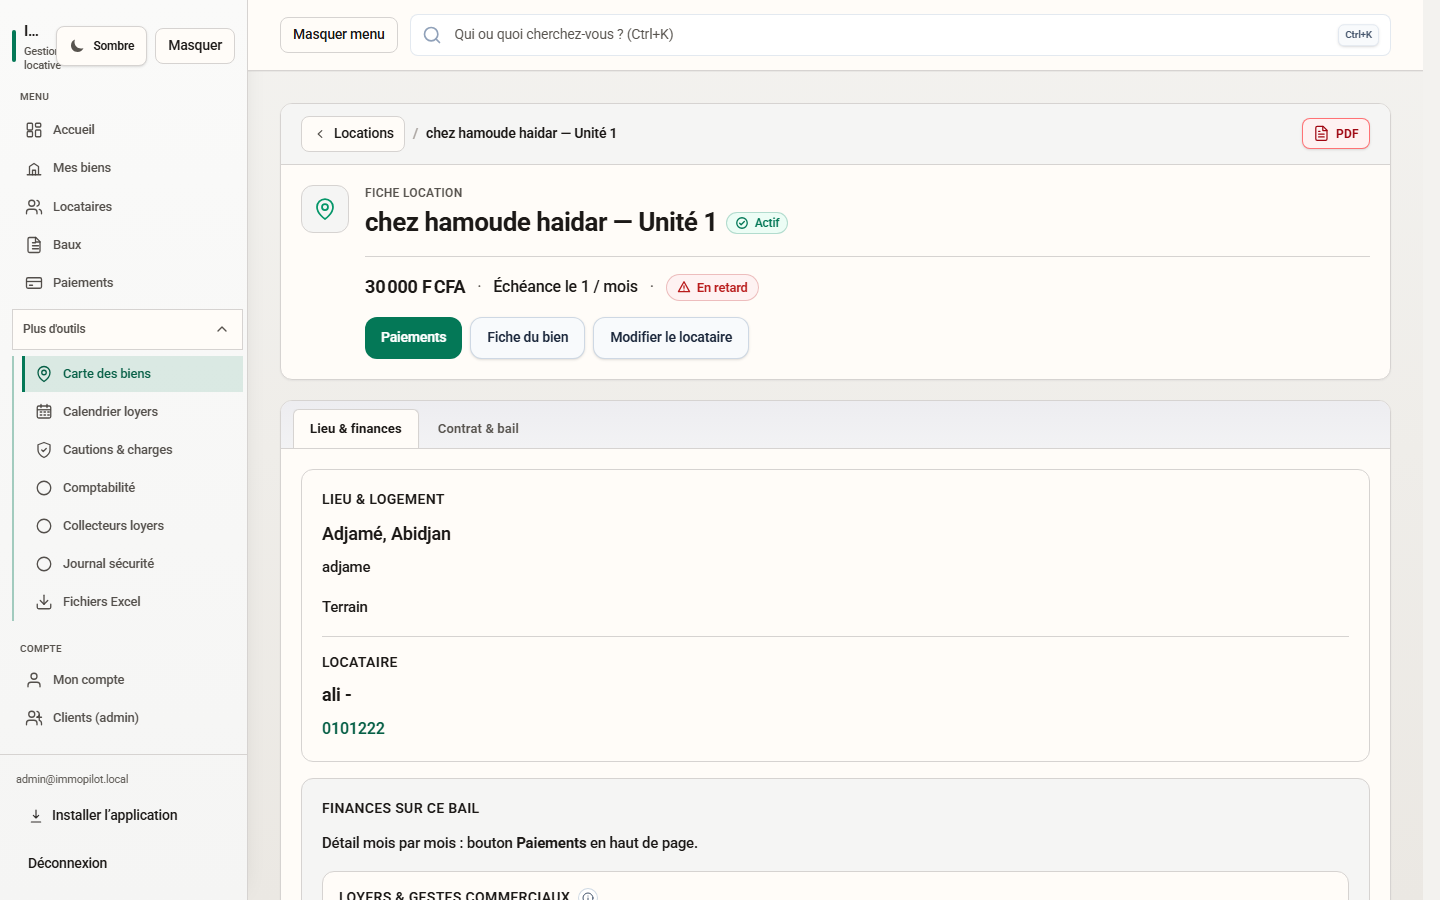 I...
Gestion
locative
Sombre
Masquer
MENU
Accueil
Mes biens
Locataires
Baux
Paiements
Plus d'outils
Carte des biens
Calendrier loyers
Cautions & charges
Comptabilité
Collecteurs loyers
Journal sécurité
Fichiers Excel
COMPTE
Mon compte
Clients (admin)
admin@immopilot.local
Installer l’application
Déconnexion
Masquer menu
Qui ou quoi cherchez-vous ? (Ctrl+K)
Ctrl+K
Locations / chez hamoude haidar — Unité 1
PDF
FICHE LOCATION
chez hamoude haidar — Unité 1
Actif
30 000 F CFA · Échéance le 1 / mois · En retard
Paiements
Fiche du bien
Modifier le locataire
Lieu & finances
Contrat & bail
LIEU & LOGEMENT
Adjamé, Abidjan
adjame
Terrain
LOCATAIRE
ali -
0101222
FINANCES SUR CE BAIL
Détail mois par mois : bouton Paiements en haut de page.
LOYERS & GESTES COMMERCIAUX